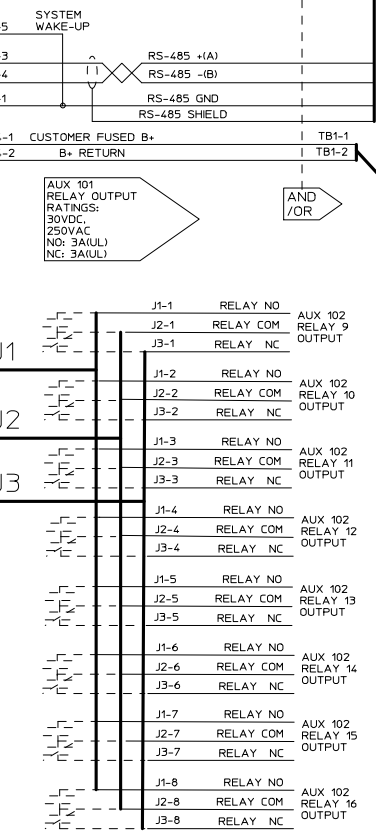 SYSTEM
WAKE-UP
-5
-3 RS-485 +(A)
-4 RS-485 -(B)
-1 RS-485 GND
RS-485 SHIELD
-1 CUSTOMER FUSED B+ TB1-1
-2 B+ RETURN TB1-2
AUX 101
RELAY OUTPUT
RATINGS:
30VDC,
250VAC
NO: 3A(UL)
NC: 3A(UL)
AND
/OR
J1-1 RELAY NO
J2-1 RELAY COM
J3-1 RELAY NC
AUX 102
RELAY 9
OUTPUT
J1
J1-2 RELAY NO
J2-2 RELAY COM
J3-2 RELAY NC
AUX 102
RELAY 10
OUTPUT
J2
J1-3 RELAY NO
J2-3 RELAY COM
J3-3 RELAY NC
AUX 102
RELAY 11
OUTPUT
J3
J1-4 RELAY NO
J2-4 RELAY COM
J3-4 RELAY NC
AUX 102
RELAY 12
OUTPUT
J1-5 RELAY NO
J2-5 RELAY COM
J3-5 RELAY NC
AUX 102
RELAY 13
OUTPUT
J1-6 RELAY NO
J2-6 RELAY COM
J3-6 RELAY NC
AUX 102
RELAY 14
OUTPUT
J1-7 RELAY NO
J2-7 RELAY COM
J3-7 RELAY NC
AUX 102
RELAY 15
OUTPUT
J1-8 RELAY NO
J2-8 RELAY COM
J3-8 RELAY NC
AUX 102
RELAY 16
OUTPUT